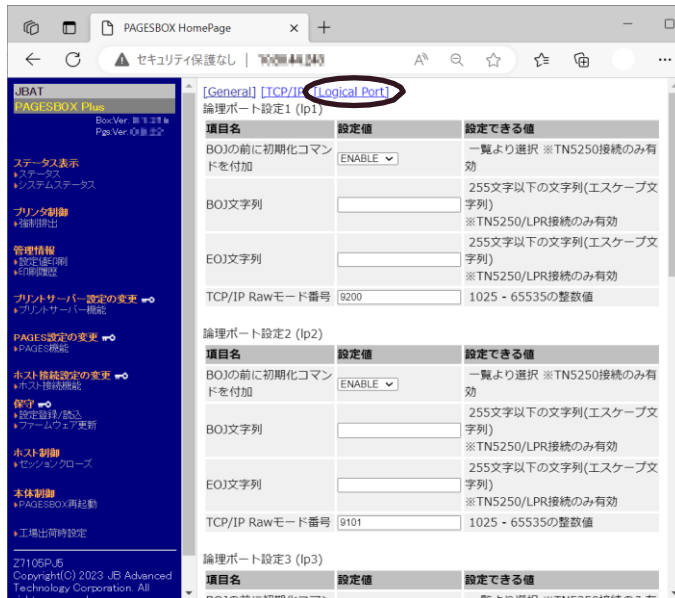 PAGESBOX HomePage
セキュリティ保護なし
JBAT
PAGESBOX Plus
Box:Ver.
Pgs:Ver.
ステータス表示
ステータス
システムステータス
プリンタ制御
強制排出
管理情報
設定値印刷
印刷履歴
プリントサーバー設定の変更
プリントサーバー機能
PAGES設定の変更
PAGES機能
ホスト接続設定の変更
ホスト接続機能
保守
設定登録/読込
ファームウェア更新
ホスト制御
セッションクローズ
本体制御
PAGESBOX再起動
工場出荷時設定
Z7105PJ5
Copyright(C) 2023 JB Advanced
Technology Corporation. All
[General] [TCP/IP] [Logical Port]
論理ポート設定1 (lp1)
項目名 設定値 設定できる値
BOJの前に初期化コマン
ドを付加 ENABLE 一覧より選択 ※TN5250接続のみ有
効
BOJ文字列 255文字以下の文字列(エスケープ文
字列)
※TN5250/LPR接続のみ有効
EOJ文字列 255文字以下の文字列(エスケープ文
字列)
※TN5250/LPR接続のみ有効
TCP/IP Rawモード番号 9200 1025 - 65535の整数値
論理ポート設定2 (lp2)
項目名 設定値 設定できる値
BOJの前に初期化コマン
ドを付加 ENABLE 一覧より選択 ※TN5250接続のみ有
効
BOJ文字列 255文字以下の文字列(エスケープ文
字列)
※TN5250/LPR接続のみ有効
EOJ文字列 255文字以下の文字列(エスケープ文
字列)
※TN5250/LPR接続のみ有効
TCP/IP Rawモード番号 9101 1025 - 65535の整数値
論理ポート設定3 (lp3)
項目名 設定値 設定できる値